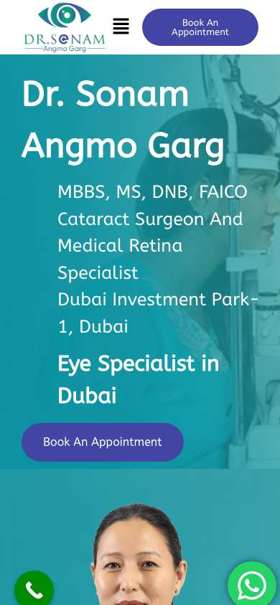 DR.SONAM
Angmo Garg
Book An
Appointment
Dr. Sonam
Angmo Garg
MBBS, MS, DNB, FAICO
Cataract Surgeon And
Medical Retina
Specialist
Dubai Investment Park-
1, Dubai
Eye Specialist in
Dubai
Book An Appointment